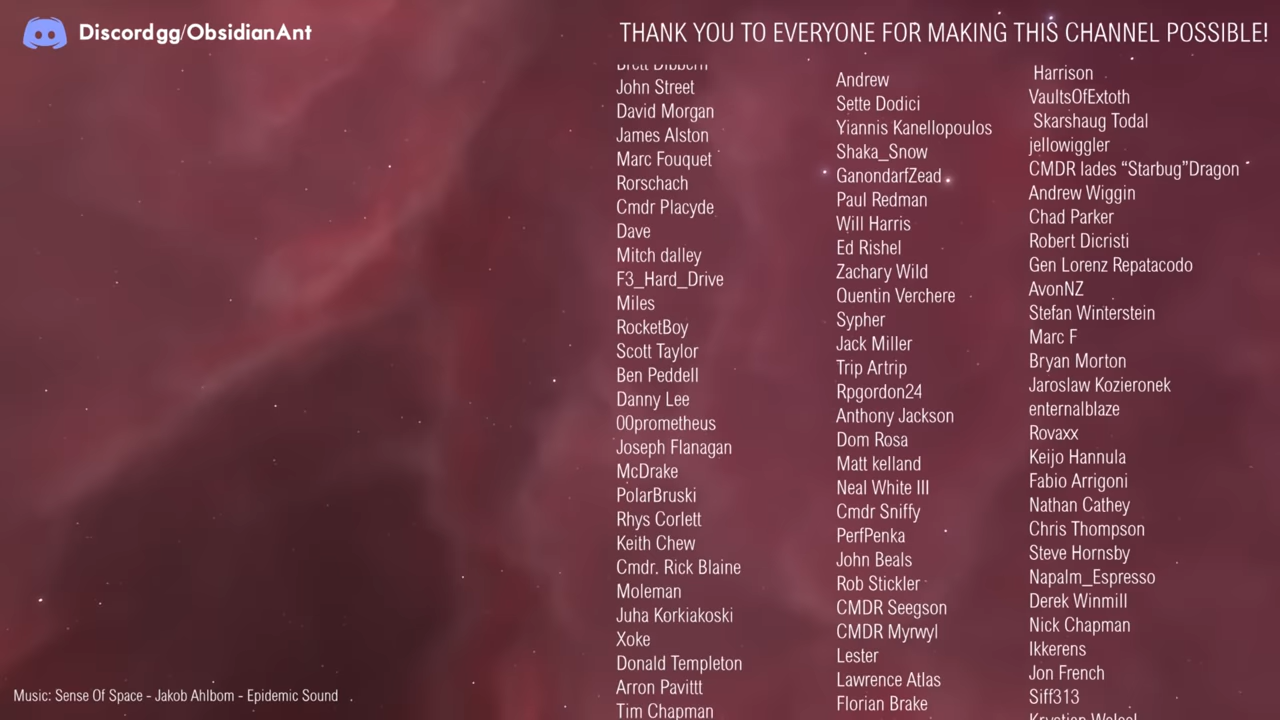 Discordgg/ObsidianAnt
THANK YOU TO EVERYONE FOR MAKING THIS CHANNEL POSSIBLE!
Brett Dibbern
John Street
David Morgan
James Alston
Marc Fouquet
Rorschach
Cmdr Placyde
Dave
Mitch dalley
F3_Hard_Drive
Miles
RocketBoy
Scott Taylor
Ben Peddell
Danny Lee
00prometheus
Joseph Flanagan
McDrake
PolarBruski
Rhys Corlett
Keith Chew
Cmdr. Rick Blaine
Moleman
Juha Korkiakoski
Xoke
Donald Templeton
Arron Pavittt
Tim Chapman
Andrew
Sette Dodici
Yiannis Kanellopoulos
Shaka_Snow
GanondarfZead
Paul Redman
Will Harris
Ed Rishel
Zachary Wild
Quentin Verchere
Sypher
Jack Miller
Trip Artrip
Rpgordon24
Anthony Jackson
Dom Rosa
Matt kelland
Neal White III
Cmdr Sniffy
PerfPenka
John Beals
Rob Stickler
CMDR Seegson
CMDR Myrwyl
Lester
Lawrence Atlas
Florian Brake
Harrison
VaultsOfExtoth
Skarshaug Todal
jellowiggler
CMDR lades “Starbug”Dragon
Andrew Wiggin
Chad Parker
Robert Dicristi
Gen Lorenz Repatacodo
AvonNZ
Stefan Winterstein
Marc F
Bryan Morton
Jaroslaw Kozieronek
enternalblaze
Rovaxx
Keijo Hannula
Fabio Arrigoni
Nathan Cathey
Chris Thompson
Steve Hornsby
Napalm_Espresso
Derek Winmill
Nick Chapman
Ikkerens
Jon French
Siff313
Music: Sense Of Space - Jakob Ahlbom - Epidemic Sound